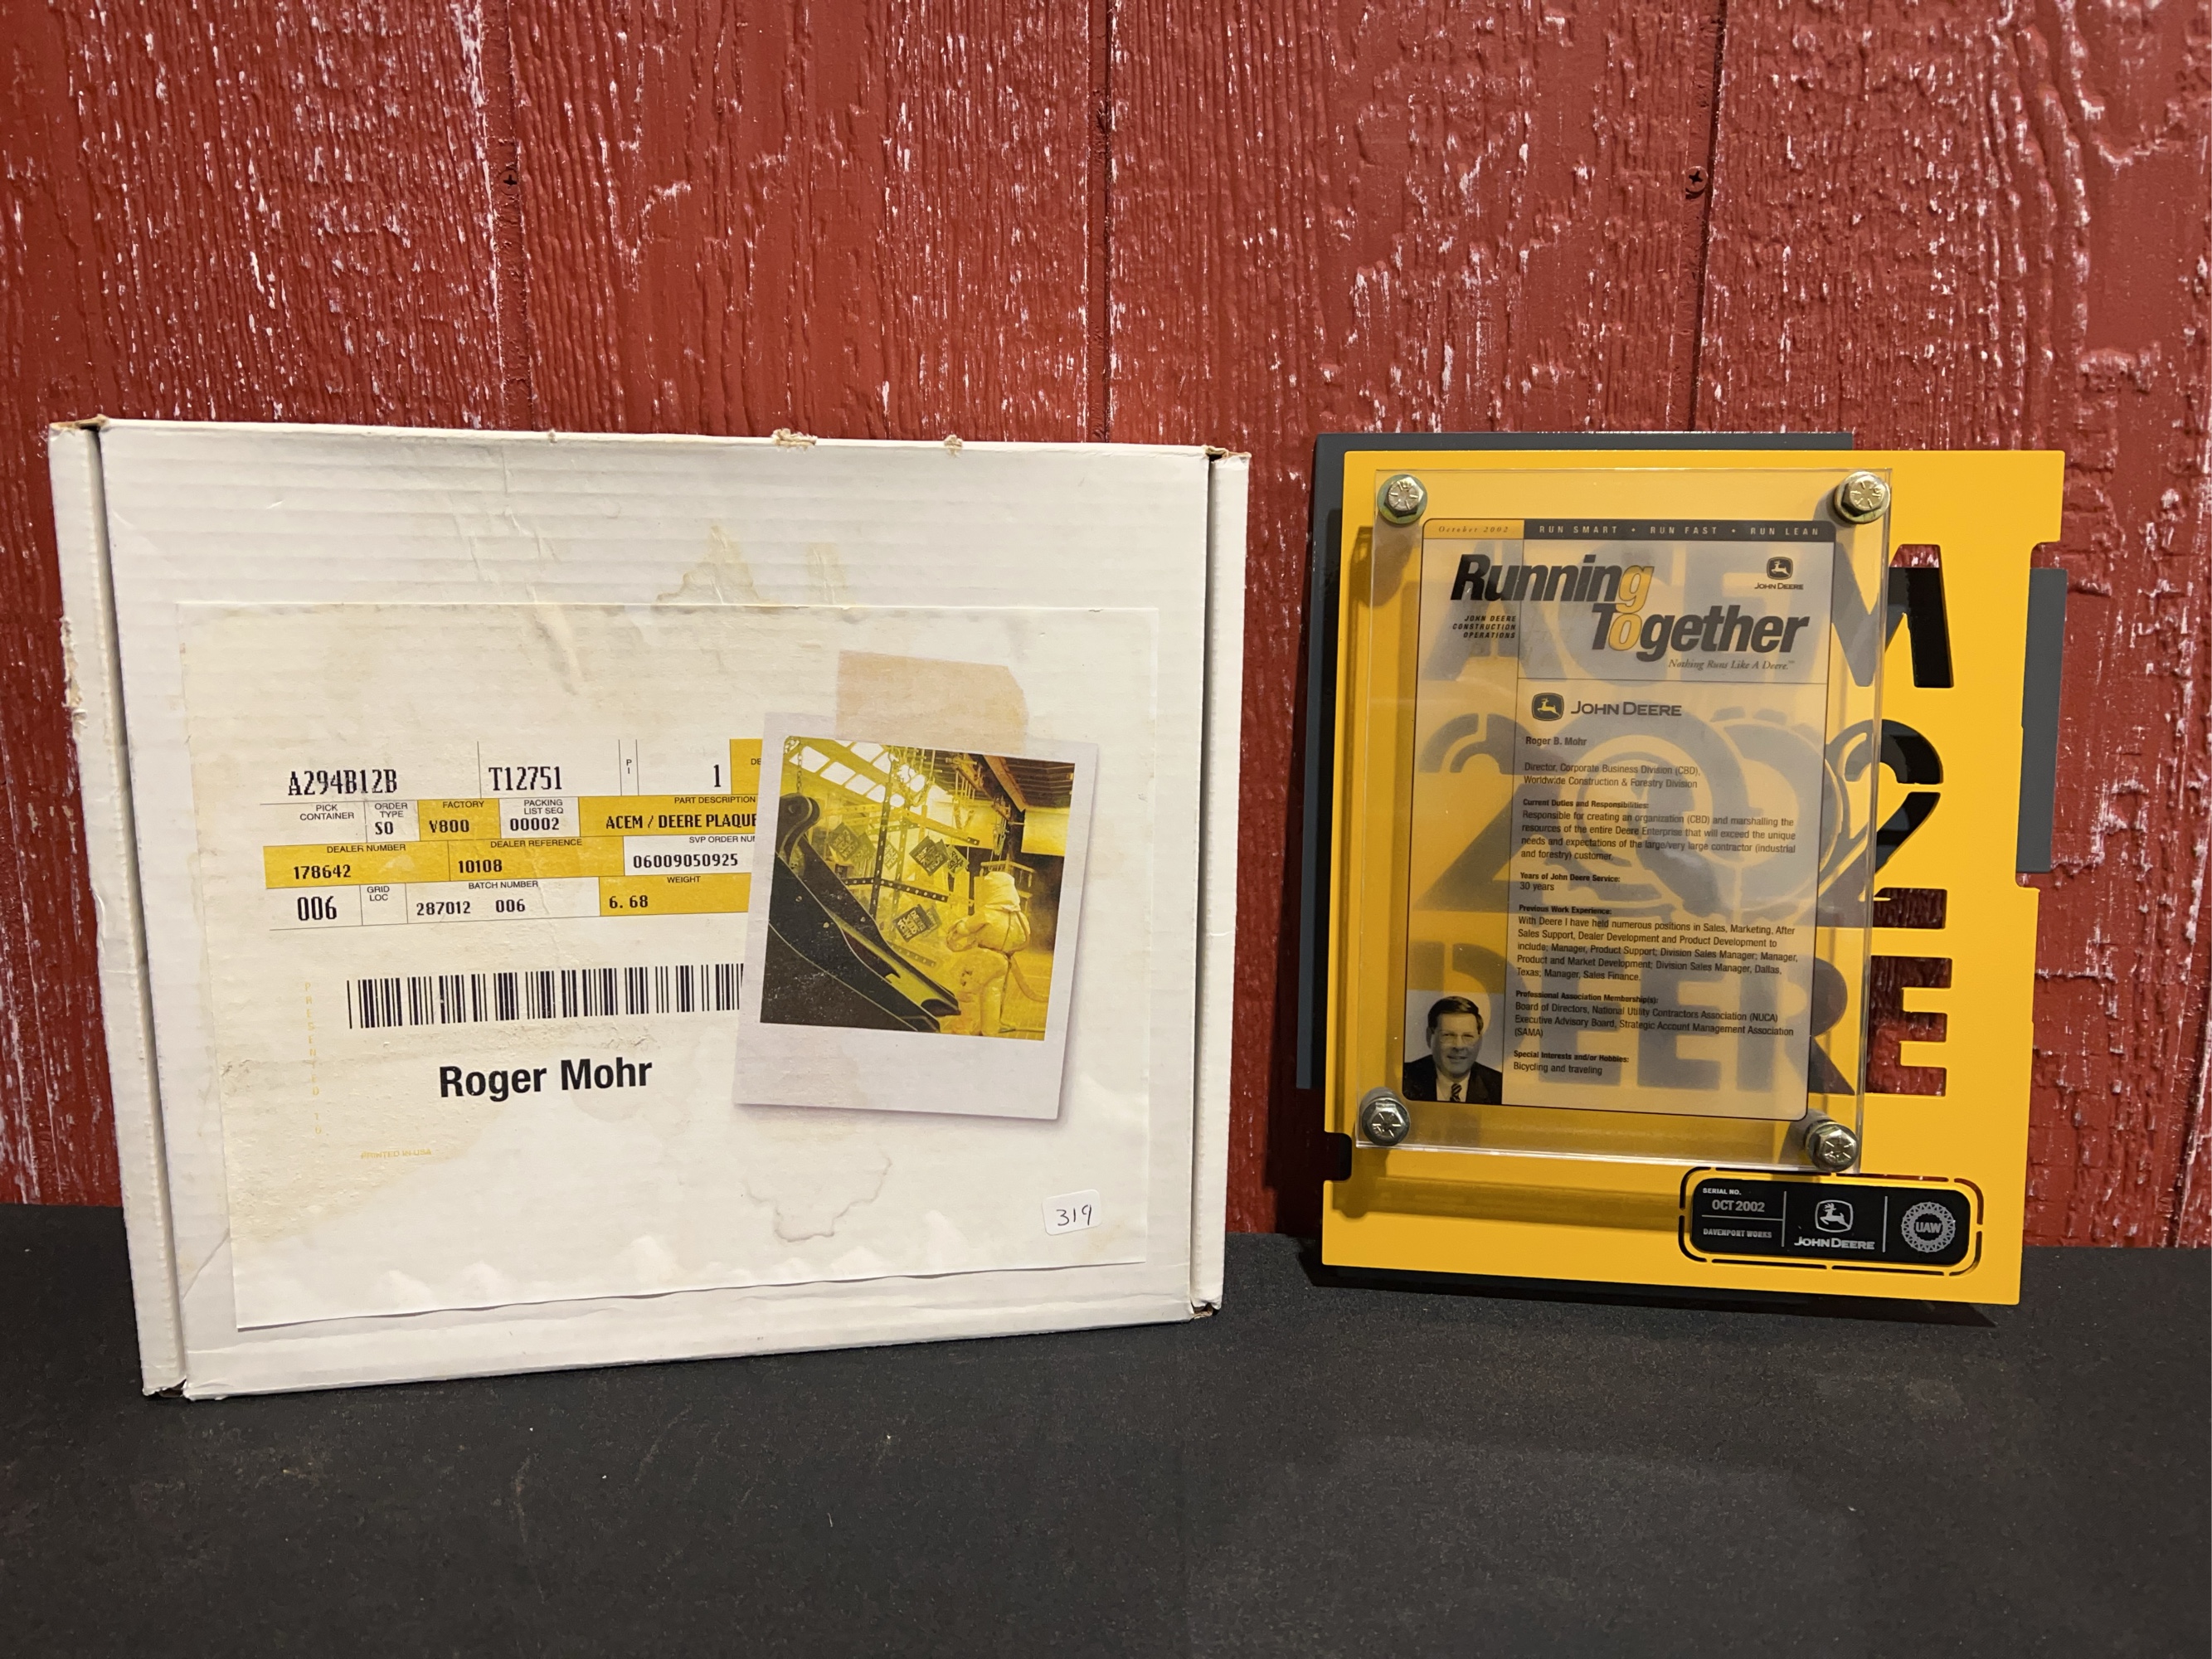 A294B12B
T12751
P
I
1
DE
PICK
CONTAINER
ORDER
TYPE
SO
FACTORY
V800
PACKING
LIST SEQ
00002
PART DESCRIPTION
ACEM / DEERE PLAQUE
DEALER NUMBER
178642
DEALER REFERENCE
10108
SVP ORDER NU
06009050925
006
GRID
LOC
BATCH NUMBER
287012 006
WEIGHT
6.68
PRESENTED TO:
Roger Mohr
PRINTED IN USA
319
October 2002
RUN SMART • RUN FAST • RUN LEAN
Running
Together
JOHN DEERE
CONSTRUCTION
OPERATIONS
JOHN DEERE
Nothing Runs Like A Deere.™
JOHN DEERE
Roger B. Mohr
Director, Corporate Business Division (CBD),
Worldwide Construction & Forestry Division
Current Duties and Responsibilities:
Responsible for creating an organization (CBD) and marshalling the
resources of the entire Deere Enterprise that will exceed the unique
needs and expectations of the large/very large contractor (industrial
and forestry) customer.
Years of John Deere Service:
30 years
Previous Work Experience:
With Deere I have held numerous positions in Sales, Marketing, After
Sales Support, Dealer Development and Product Development to
include; Manager, Product Support; Division Sales Manager; Manager,
Product and Market Development; Division Sales Manager, Dallas,
Texas; Manager, Sales Finance.
Professional Association Membership(s):
Board of Directors, National Utility Contractors Association (NUCA)
Executive Advisory Board, Strategic Account Management Association
(SAMA)
Special Interests and/or Hobbies:
Bicycling and traveling
ACEM
2002
DEERE
SERIAL NO.
OCT 2002
DAVENPORT WORKS
JOHN DEERE
UAW